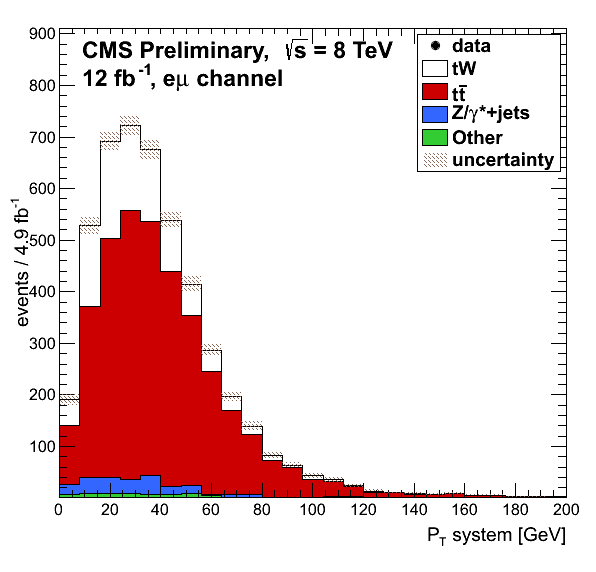 CMS Preliminary, √s = 8 TeV
12 fb⁻¹, eμ channel
data
tW
tt̄
Z/γ*+jets
Other
uncertainty
events / 4.9 fb⁻¹
900
800
700
600
500
400
300
200
100
0 20 40 60 80 100 120 140 160 180 200
P_T system [GeV]